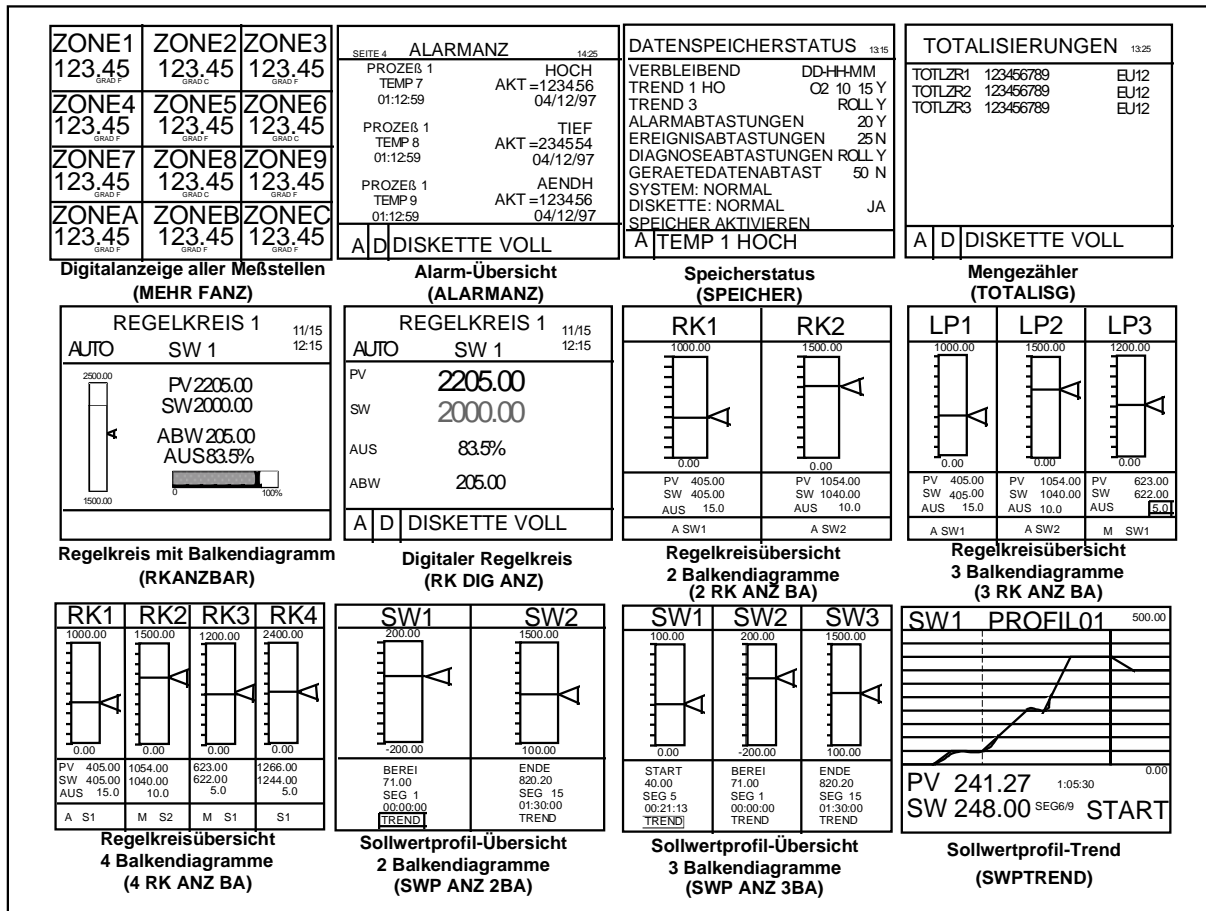 ZONE1 ZONE2 ZONE3
123.45 123.45 123.45
GRAD F GRAD C GRAD F
ZONE4 ZONE5 ZONE6
123.45 123.45 123.45
GRAD F GRAD F GRAD C
ZONE7 ZONE8 ZONE9
123.45 123.45 123.45
GRAD F GRAD C GRAD F
ZONEA ZONEB ZONEC
123.45 123.45 123.45
GRAD F GRAD F GRAD F
Digitalanzeige aller Meßstellen
(MEHR FANZ)
SEITE 4 ALARMANZ 14:25
PROZEß 1 HOCH
TEMP 7 AKT =123456
01:12:59 04/12/97
PROZEß 1 TIEF
TEMP 8 AKT =234554
01:12:59 04/12/97
PROZEß 1 AENDH
TEMP 9 AKT =123456
01:12:59 04/12/97
A D DISKETTE VOLL
Alarm-Übersicht
(ALARMANZ)
DATENSPEICHERSTATUS 13:15
VERBLEIBEND DD-HH-MM
TREND 1 HO O2 10 15 Y
TREND 3 ROLL Y
ALARMABTASTUNGEN 20 Y
EREIGNISABTASTUNGEN 25 N
DIAGNOSEABTASTUNGEN ROLL Y
GERAETEDATENABTAST 50 N
SYSTEM: NORMAL
DISKETTE: NORMAL JA
SPEICHER AKTIVIEREN
A TEMP 1 HOCH
Speicherstatus
(SPEICHER)
TOTALISIERUNGEN 13:25
TOTLZR1 123456789 EU12
TOTLZR2 123456789 EU12
TOTLZR3 123456789 EU12
A D DISKETTE VOLL
Mengezähler
(TOTALISG)
REGELKREIS 1 11/15
AUTO SW 1 12:15
2500.00
PV 2205.00
SW 2000.00
ABW 205.00
AUS 83.5%
0 100%
1500.00
Regelkreis mit Balkendiagramm
(RKANZBAR)
REGELKREIS 1 11/15
AUTO SW 1 12:15
PV 2205.00
SW 2000.00
AUS 83.5%
ABW 205.00
A D DISKETTE VOLL
Digitaler Regelkreis
(RK DIG ANZ)
RK1 RK2
1000.00 1500.00
0.00 0.00
PV 405.00 PV 1054.00
SW 405.00 SW 1040.00
AUS 15.0 AUS 10.0
A SW1 A SW2
Regelkreisübersicht
2 Balkendiagramme
(2 RK ANZ BA)
LP1 LP2 LP3
1000.00 1500.00 1200.00
0.00 0.00 0.00
PV 405.00 PV 1054.00 PV 623.00
SW 405.00 SW 1040.00 SW 622.00
AUS 15.0 AUS 10.0 AUS 5.0
A SW1 A SW2 M SW1
Regelkreisübersicht
3 Balkendiagramme
(3 RK ANZ BA)
RK1 RK2 RK3 RK4
1000.00 1500.00 1200.00 2400.00
0.00 0.00 0.00 0.00
PV 405.00 1054.00 623.00 1266.00
SW 405.00 1040.00 622.00 1244.00
AUS 15.0 10.0 5.0 5.0
A S1 M S2 M S1 S1
Regelkreisübersicht
4 Balkendiagramme
(4 RK ANZ BA)
SW1 SW2
200.00 1500.00
-200.00 100.00
BEREI ENDE
71.00 820.20
SEG 1 SEG 15
00:00:00 01:30:00
TREND TREND
Sollwertprofil-Übersicht
2 Balkendiagramme
(SWP ANZ 2BA)
SW1 SW2 SW3
100.00 200.00 1500.00
0.00 -200.00 100.00
START BEREI ENDE
40.00 71.00 820.20
SEG 5 SEG 1 SEG 15
00:21:13 00:00:00 01:30:00
TREND TREND TREND
Sollwertprofil-Übersicht
3 Balkendiagramme
(SWP ANZ 3BA)
SW1 PROFIL01 500.00
0.00
PV 241.27 1:05:30
SW 248.00 SEG6/9 START
Sollwertprofil-Trend
(SWPTREND)